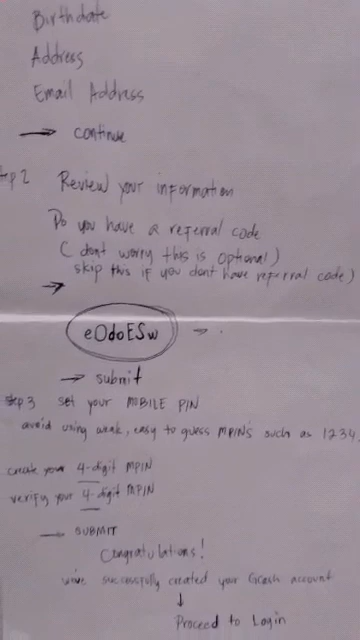 Birthdate
Address
Email Address
→ continue
step 2 Review your information
Do you have a referral code
( dont worry this is optional )
skip this if you dont have referral code )
→
eOdoESw →
→ submit
step 3 set your MOBILE PIN
avoid using weak, easy to guess MPIN's such as 1234.
create your 4-digit MPIN
verify your 4-digit MPIN
→ SUBMIT
Congratulations!
we've successfully created your Gcash account
↓
Proceed to Login